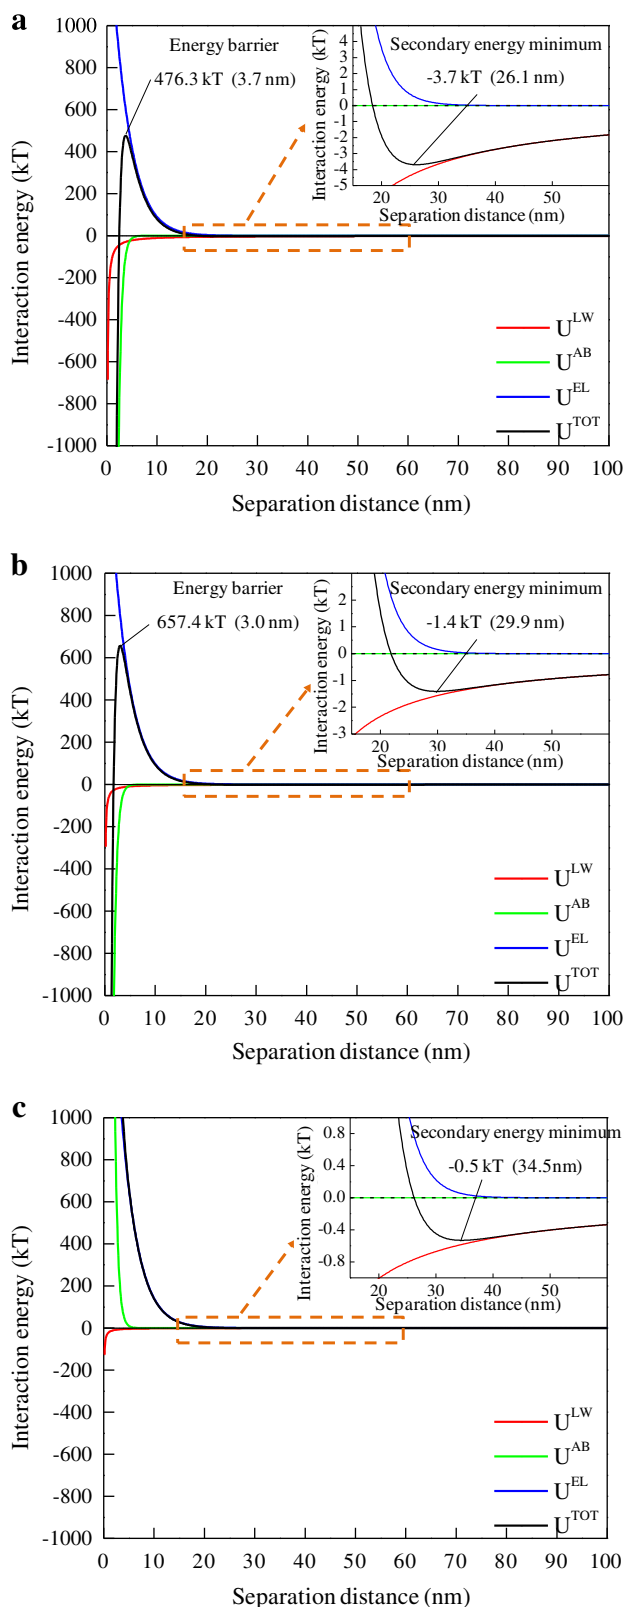 a
Energy barrier
476.3 kT (3.7 nm)
Secondary energy minimum
-3.7 kT (26.1 nm)
Interaction energy (kT)
5
4
3
2
1
0
-1
-2
-3
-4
-5
20 30 40 50
Separation distance (nm)
Interaction energy (kT)
1000
800
600
400
200
0
-200
-400
-600
-800
-1000
U^LW
U^AB
U^EL
U^TOT
0 10 20 30 40 50 60 70 80 90 100
Separation distance (nm)
b
Energy barrier
657.4 kT (3.0 nm)
Secondary energy minimum
-1.4 kT (29.9 nm)
Interaction energy (kT)
2
1
0
-1
-2
-3
20 30 40 50
Separation distance (nm)
Interaction energy (kT)
1000
800
600
400
200
0
-200
-400
-600
-800
-1000
U^LW
U^AB
U^EL
U^TOT
0 10 20 30 40 50 60 70 80 90 100
Separation distance (nm)
c
Secondary energy minimum
-0.5 kT (34.5nm)
Interaction energy (kT)
0.8
0.4
0.0
-0.4
-0.8
20 30 40 50
Separation distance (nm)
Interaction energy (kT)
1000
800
600
400
200
0
-200
-400
-600
-800
-1000
U^LW
U^AB
U^EL
U^TOT
0 10 20 30 40 50 60 70 80 90 100
Separation distance (nm)